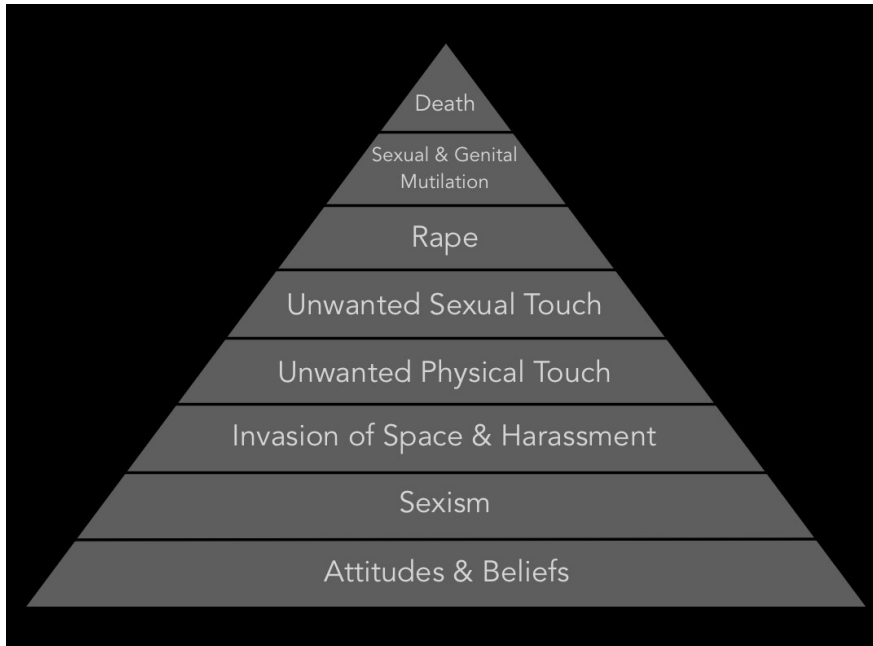 Death
Sexual & Genital
Mutilation
Rape
Unwanted Sexual Touch
Unwanted Physical Touch
Invasion of Space & Harassment
Sexism
Attitudes & Beliefs